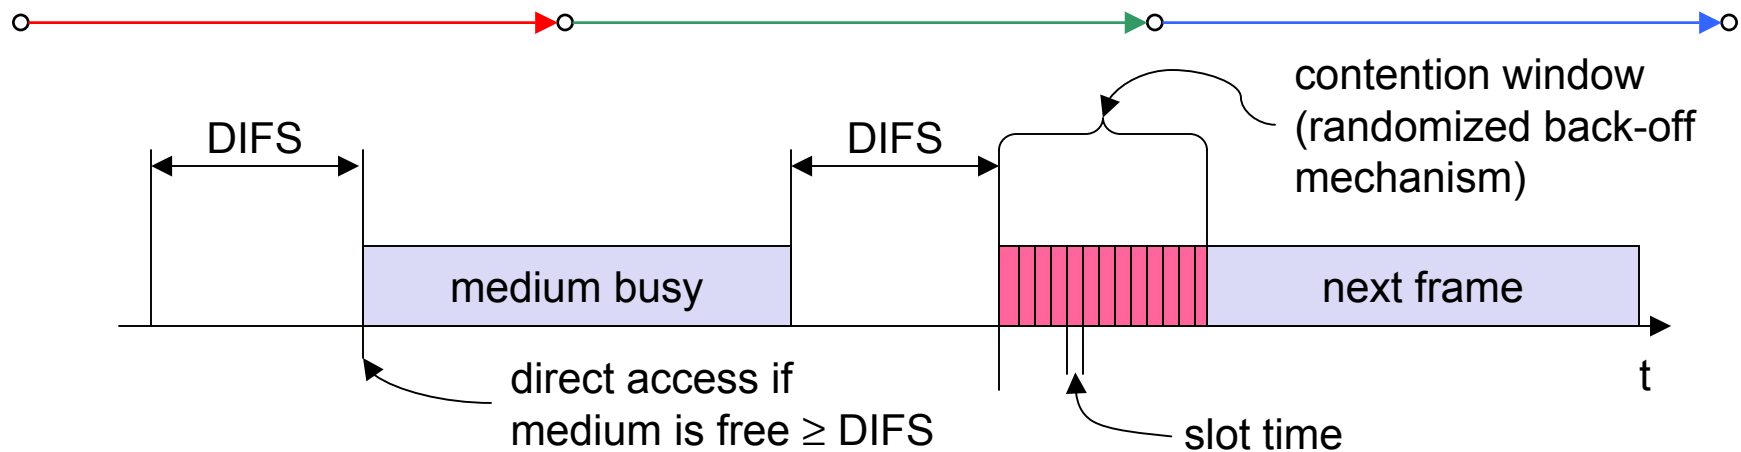 contention window
(randomized back-off
mechanism)
DIFS
DIFS
medium busy
next frame
direct access if
medium is free ≥ DIFS
t
slot time